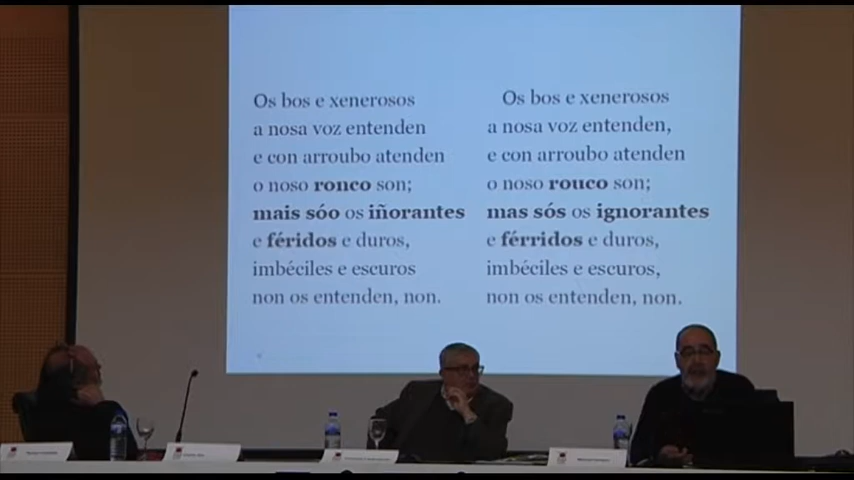 Os bos e xenerosos
a nosa voz entenden
e con arroubo atenden
o noso ronco son;
mais sóo os iñorantes
e féridos e duros,
imbéciles e escuros
non os entenden, non.
Os bos e xenerosos
a nosa voz entenden,
e con arroubo atenden
o noso rouco son;
mas sós os ignorantes
e férridos e duros,
imbéciles e escuros,
non os entenden, non.